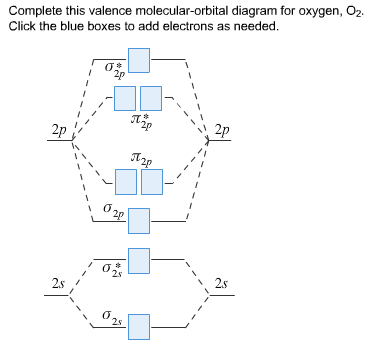 Complete this valence molecular-orbital diagram for oxygen, O₂.
Click the blue boxes to add electrons as needed.
σ*₂ₚ
π*₂ₚ
2p 2p
π₂ₚ
σ₂ₚ
σ*₂ₛ
2s 2s
σ₂ₛ